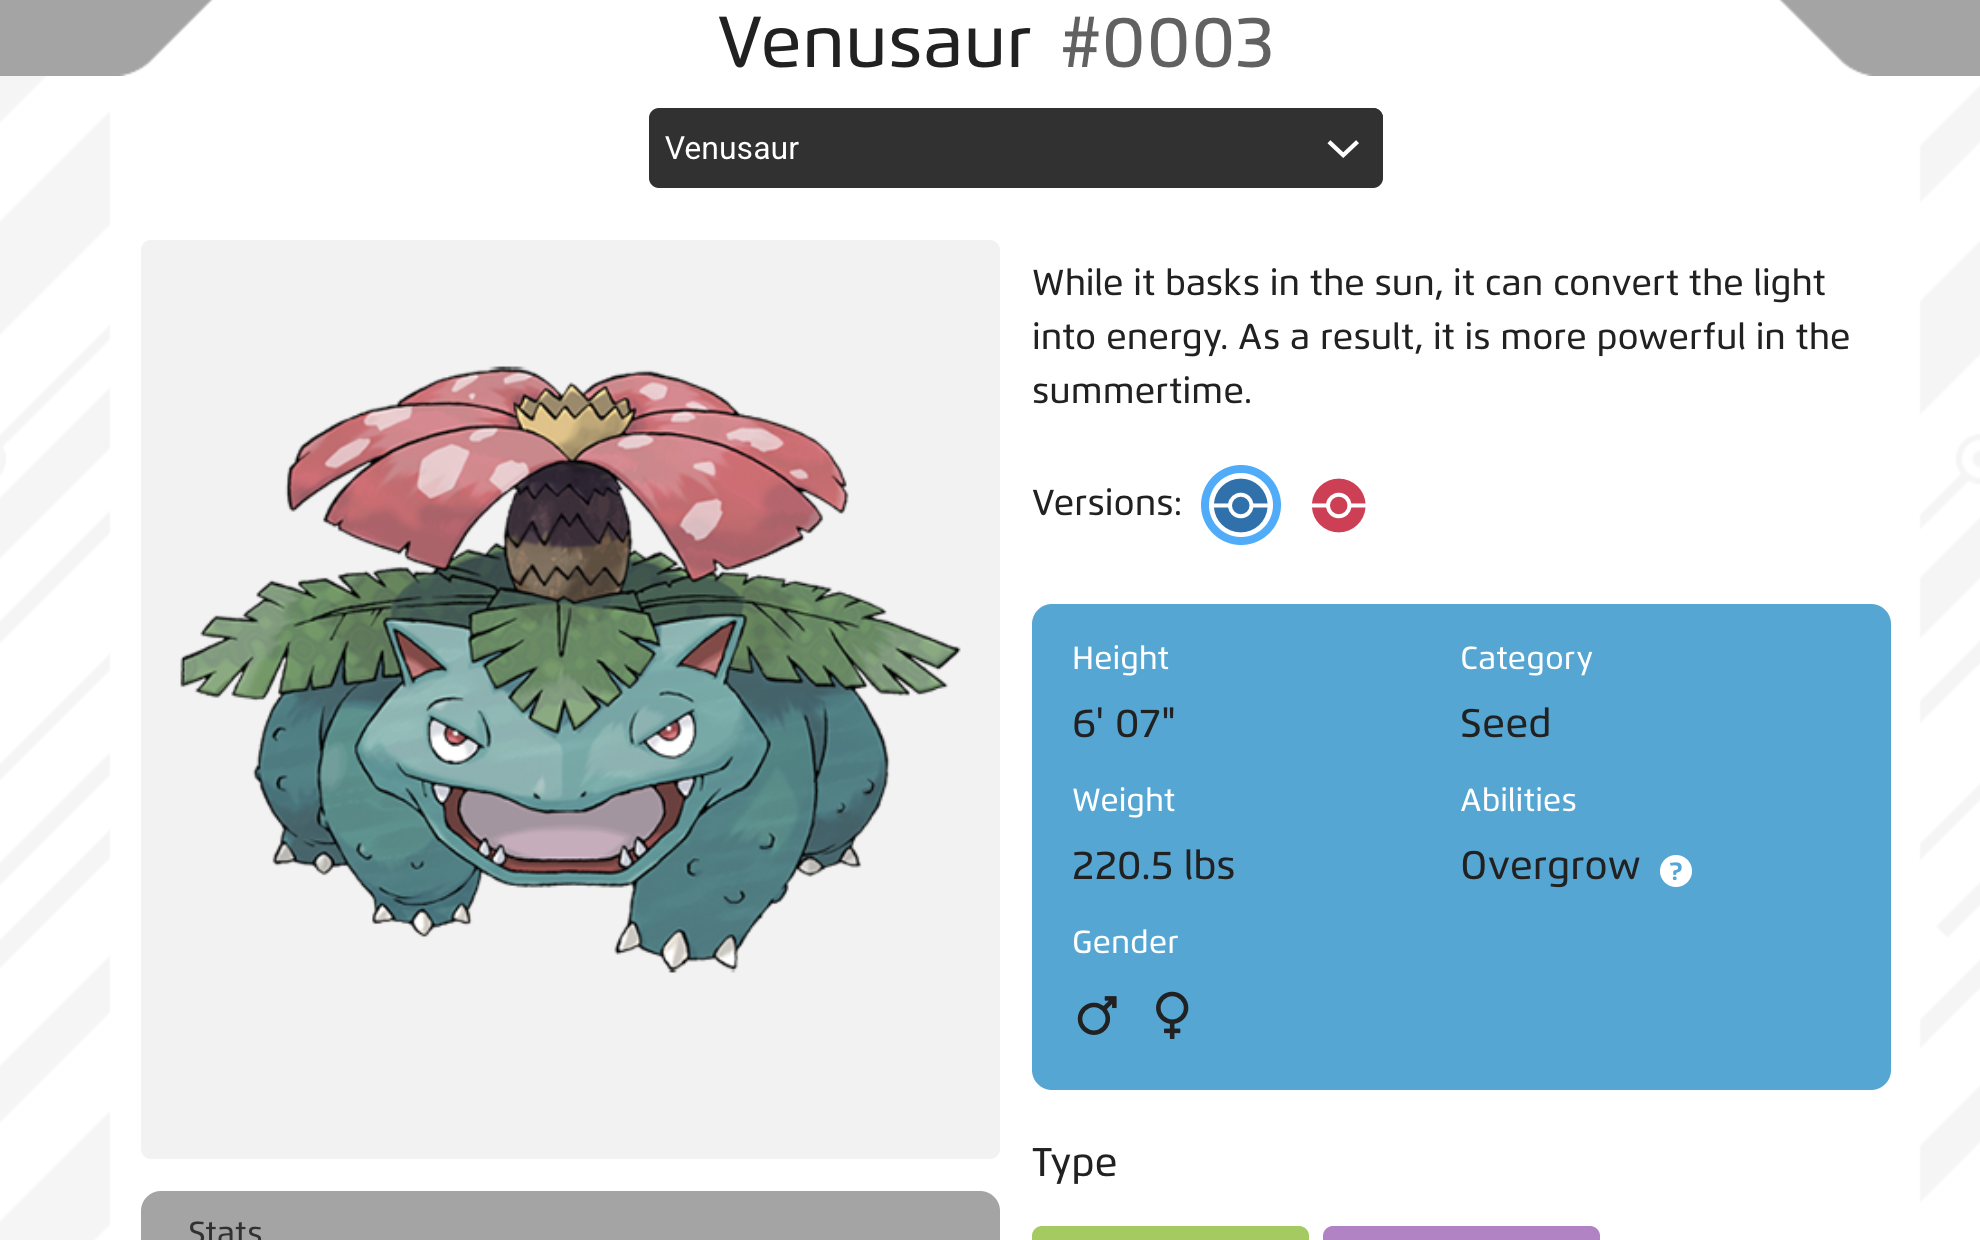 Venusaur #0003
Venusaur
While it basks in the sun, it can convert the light
into energy. As a result, it is more powerful in the
summertime.
Versions:
Height
6' 07"
Category
Seed
Weight
220.5 lbs
Abilities
Overgrow ?
Gender
♂ ♀
Type
Stats